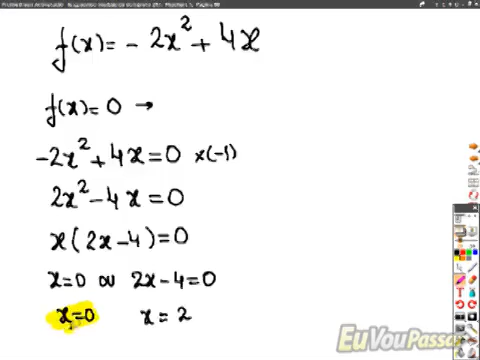 f(x) = - 2x² + 4x
f(x) = 0 →
-2x² + 4x = 0 x(-1)
2x² - 4x = 0
x(2x - 4) = 0
x = 0 ou 2x - 4 = 0
x = 0 x = 2
EuVouPassar